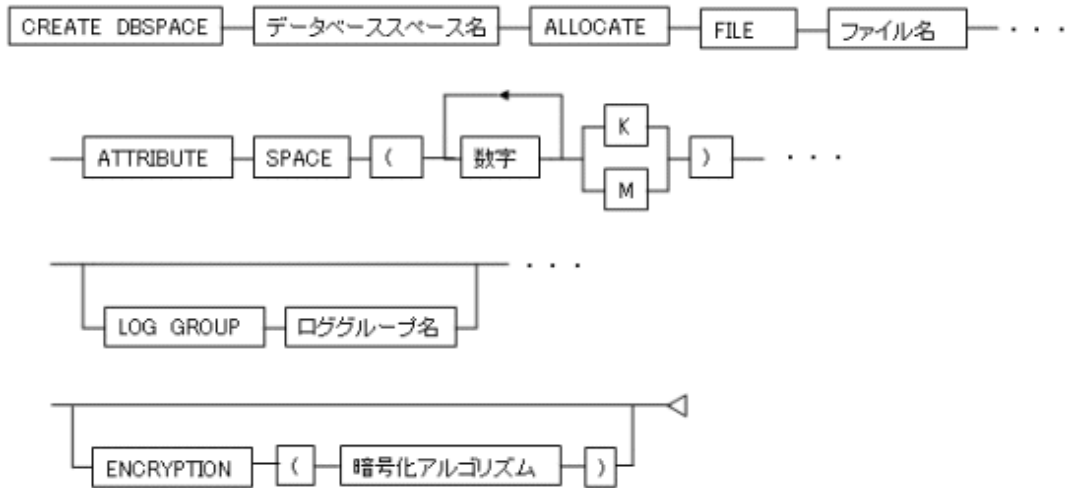 CREATE DBSPACE データベーススペース名 ALLOCATE FILE ファイル名 ・・・
ATTRIBUTE SPACE ( 数字 K M ) ・・・
・・・
LOG GROUP ロググループ名
ENCRYPTION ( 暗号化アルゴリズム )